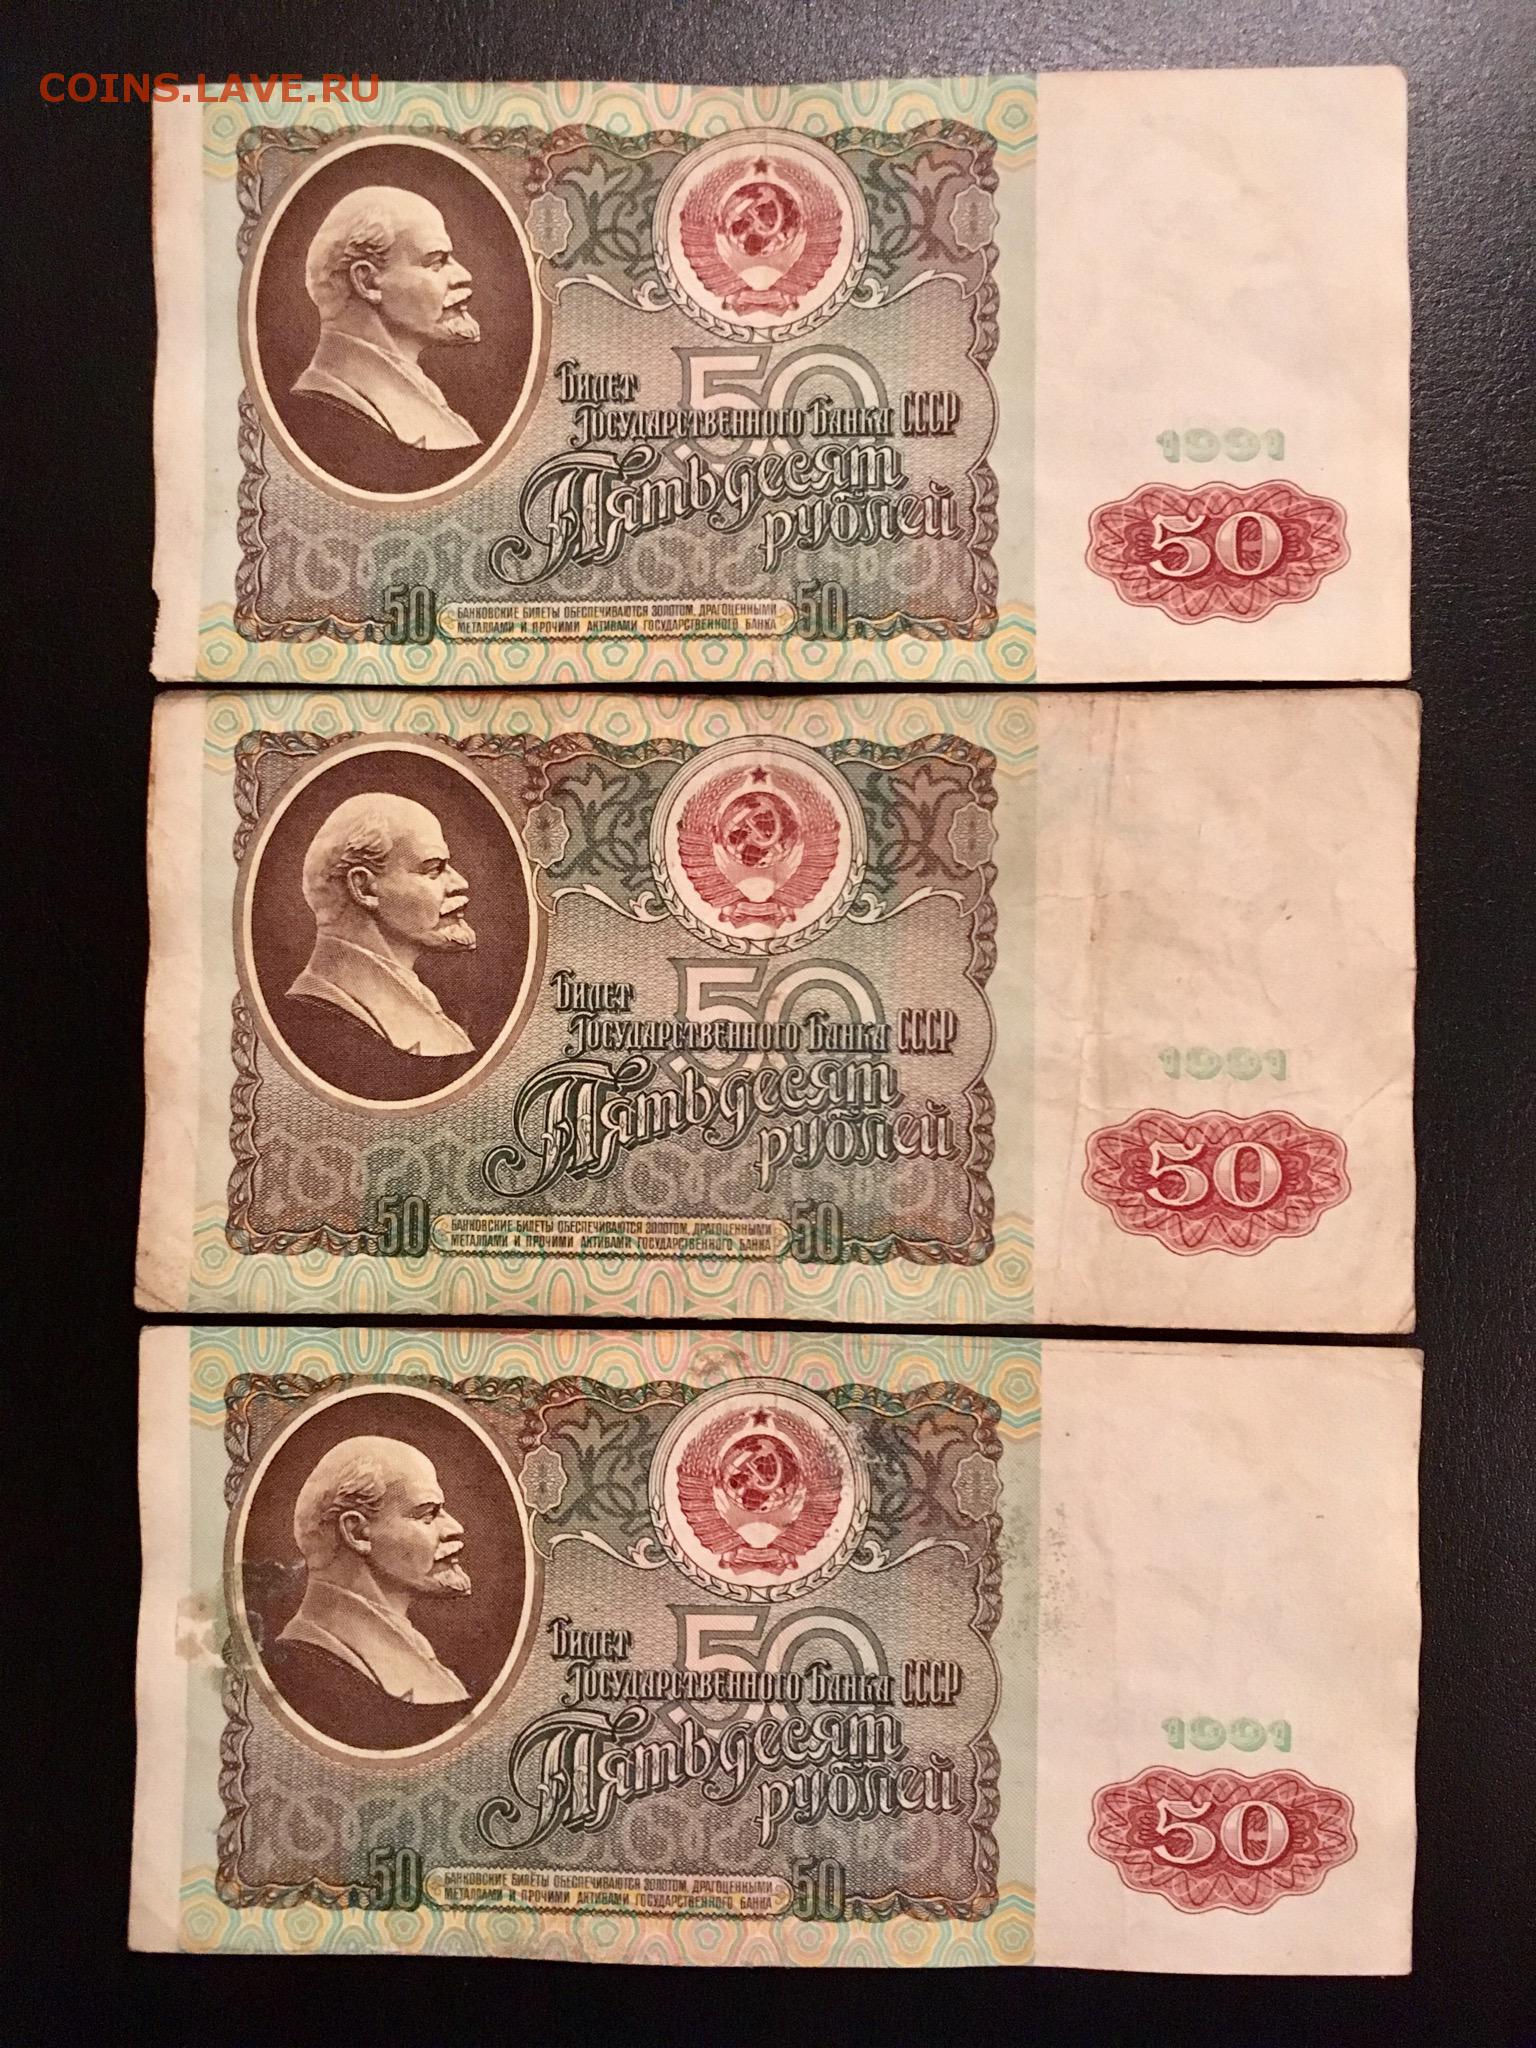 COINS.LAVE.RU
50
Билет
Государственного Банка СССР
Пятьдесят
рублей
1991
50
50 БАНКОВСКИЕ БИЛЕТЫ ОБЕСПЕЧИВАЮТСЯ ЗОЛОТОМ, ДРАГОЦЕННЫМИ 50
МЕТАЛЛАМИ И ПРОЧИМИ АКТИВАМИ ГОСУДАРСТВЕННОГО БАНКА
50
Билет
Государственного Банка СССР
Пятьдесят
рублей
1991
50
50 БАНКОВСКИЕ БИЛЕТЫ ОБЕСПЕЧИВАЮТСЯ ЗОЛОТОМ, ДРАГОЦЕННЫМИ 50
МЕТАЛЛАМИ И ПРОЧИМИ АКТИВАМИ ГОСУДАРСТВЕННОГО БАНКА
50
Билет
Государственного Банка СССР
Пятьдесят
рублей
1991
50
50 БАНКОВСКИЕ БИЛЕТЫ ОБЕСПЕЧИВАЮТСЯ ЗОЛОТОМ, ДРАГОЦЕННЫМИ 50
МЕТАЛЛАМИ И ПРОЧИМИ АКТИВАМИ ГОСУДАРСТВЕННОГО БАНКА